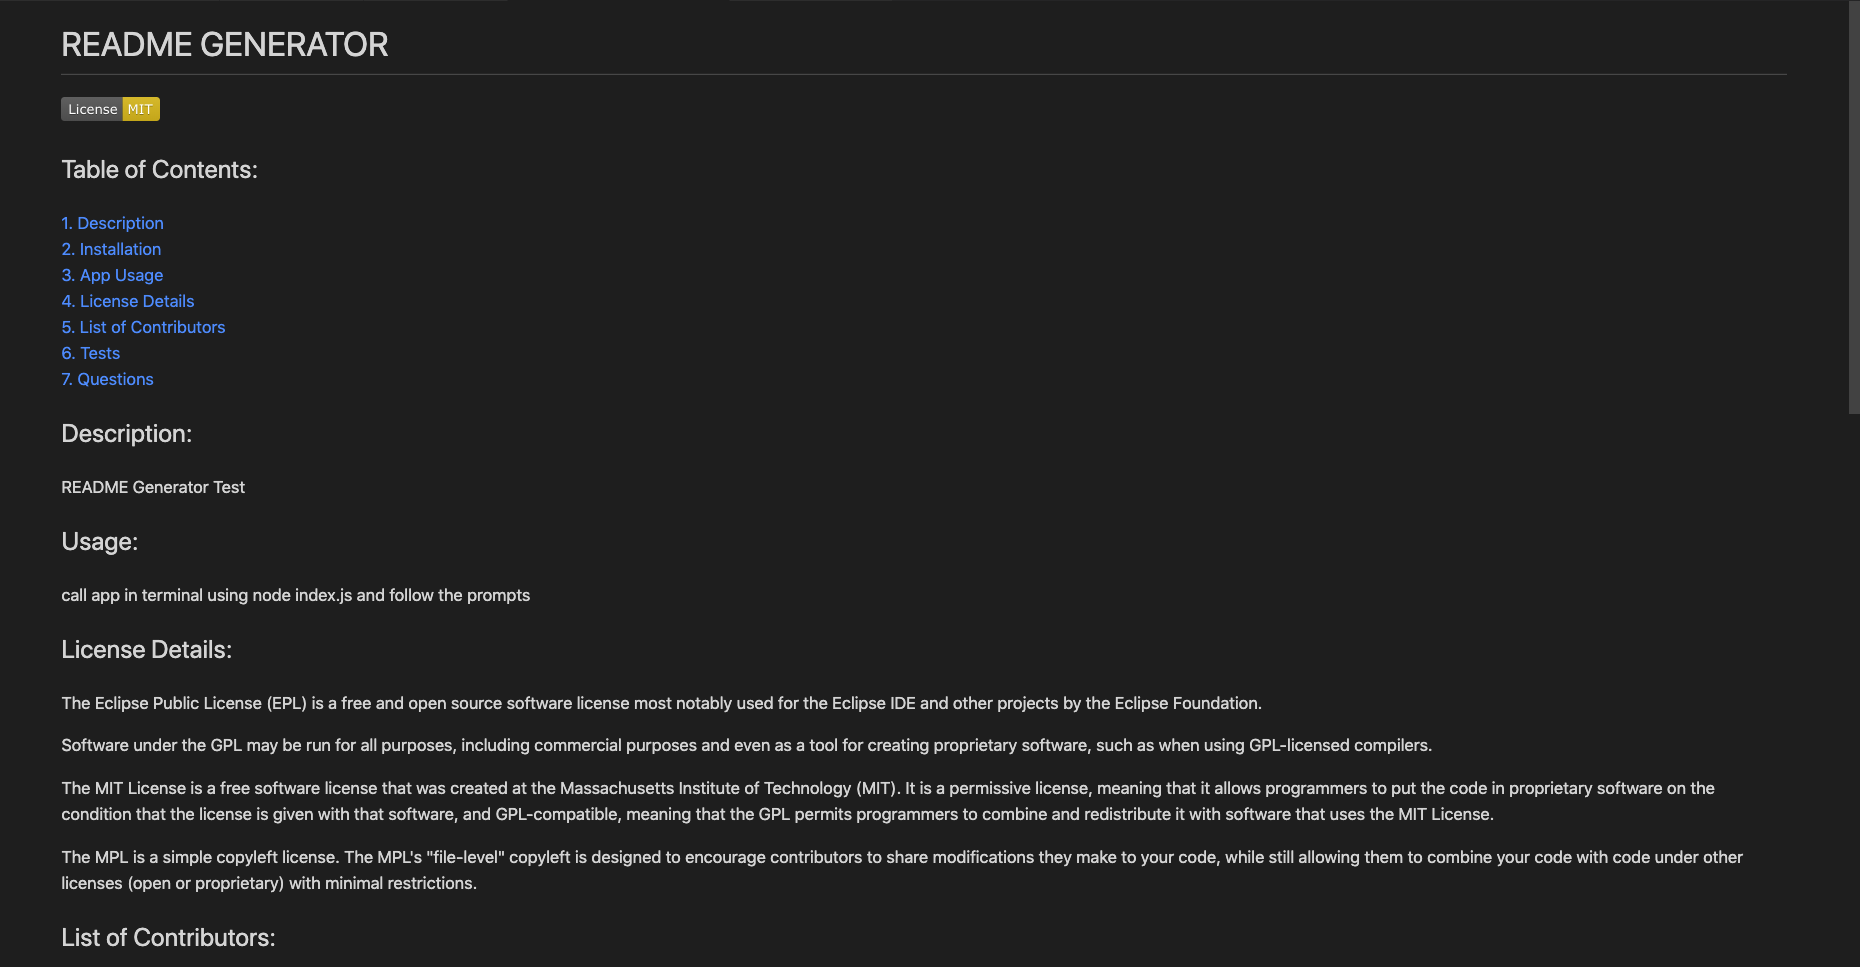 README GENERATOR
License MIT
Table of Contents:
1. Description
2. Installation
3. App Usage
4. License Details
5. List of Contributors
6. Tests
7. Questions
Description:
README Generator Test
Usage:
call app in terminal using node index.js and follow the prompts
License Details:
The Eclipse Public License (EPL) is a free and open source software license most notably used for the Eclipse IDE and other projects by the Eclipse Foundation.
Software under the GPL may be run for all purposes, including commercial purposes and even as a tool for creating proprietary software, such as when using GPL-licensed compilers.
The MIT License is a free software license that was created at the Massachusetts Institute of Technology (MIT). It is a permissive license, meaning that it allows programmers to put the code in proprietary software on the
condition that the license is given with that software, and GPL-compatible, meaning that the GPL permits programmers to combine and redistribute it with software that uses the MIT License.
The MPL is a simple copyleft license. The MPL's "file-level" copyleft is designed to encourage contributors to share modifications they make to your code, while still allowing them to combine your code with code under other
licenses (open or proprietary) with minimal restrictions.
List of Contributors: